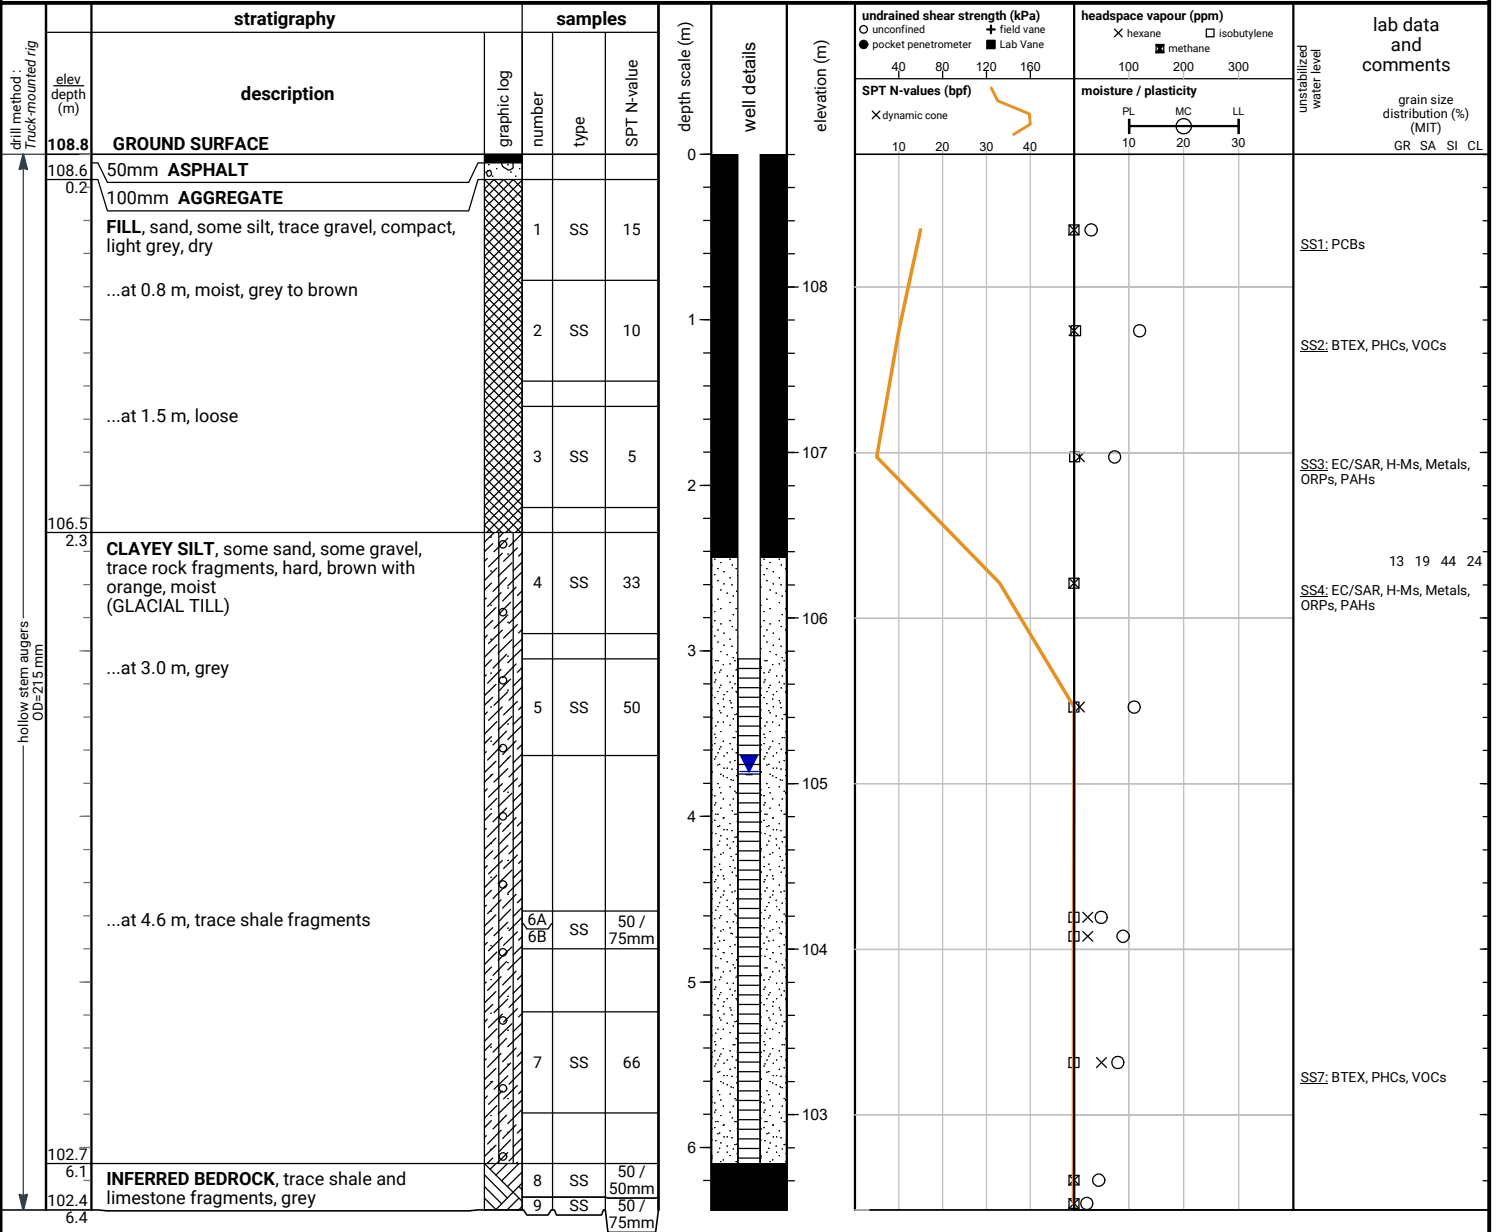 stratigraphy
samples
drill method :
Truck-mounted rig
elev
depth
(m)
description
graphic log
number
type
SPT N-value
depth scale (m)
well details
elevation (m)
undrained shear strength (kPa)
unconfined
field vane
pocket penetrometer
Lab Vane
40 80 120 160
SPT N-values (bpf)
dynamic cone
10 20 30 40
headspace vapour (ppm)
hexane
isobutylene
methane
100 200 300
moisture / plasticity
PL MC LL
10 20 30
unstabilized
water level
lab data
and
comments
grain size
distribution (%)
(MIT)
GR SA SI CL
108.8 GROUND SURFACE
108.6
0.2
50mm ASPHALT
100mm AGGREGATE
FILL, sand, some silt, trace gravel, compact,
light grey, dry
1 SS 15
SS1: PCBs
...at 0.8 m, moist, grey to brown
2 SS 10
SS2: BTEX, PHCs, VOCs
...at 1.5 m, loose
3 SS 5
SS3: EC/SAR, H-Ms, Metals,
ORPs, PAHs
106.5
2.3
CLAYEY SILT, some sand, some gravel,
trace rock fragments, hard, brown with
orange, moist
(GLACIAL TILL)
4 SS 33
13 19 44 24
SS4: EC/SAR, H-Ms, Metals,
ORPs, PAHs
...at 3.0 m, grey
5 SS 50
hollow stem augers
OD=215 mm
...at 4.6 m, trace shale fragments
6A
6B
SS
50 /
75mm
7 SS 66
SS7: BTEX, PHCs, VOCs
102.7
6.1
INFERRED BEDROCK, trace shale and
limestone fragments, grey
8 SS
50 /
50mm
102.4
6.4
9 SS
50 /
75mm
0
1
2
3
4
5
6
108
107
106
105
104
103